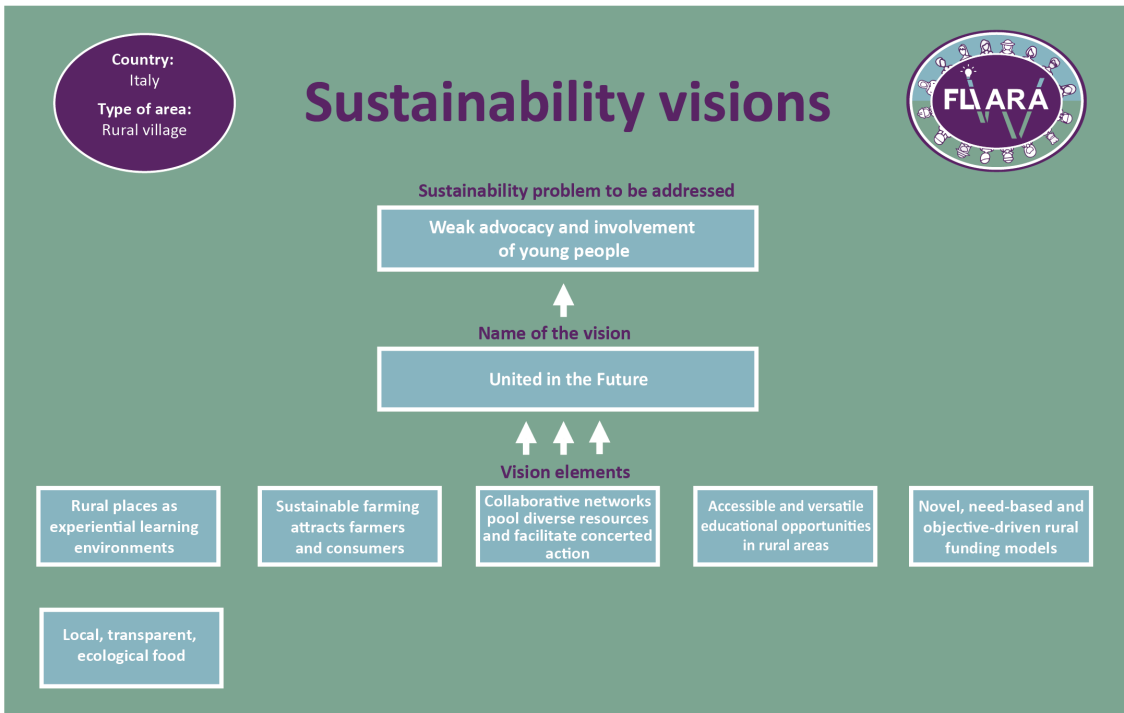 Country:
Italy
Type of area:
Rural village
Sustainability visions
FLIARA
Sustainability problem to be addressed
Weak advocacy and involvement
of young people
Name of the vision
United in the Future
Vision elements
Rural places as
experiential learning
environments
Sustainable farming
attracts farmers
and consumers
Collaborative networks
pool diverse resources
and facilitate concerted
action
Accessible and versatile
educational opportunities
in rural areas
Novel, need-based and
objective-driven rural
funding models
Local, transparent,
ecological food